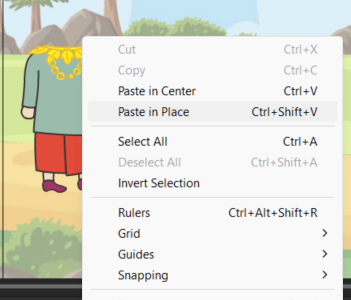 Cut Ctrl+X
Copy Ctrl+C
Paste in Center Ctrl+V
Paste in Place Ctrl+Shift+V
Select All Ctrl+A
Deselect All Ctrl+Shift+A
Invert Selection
Rulers Ctrl+Alt+Shift+R
Grid
Guides
Snapping